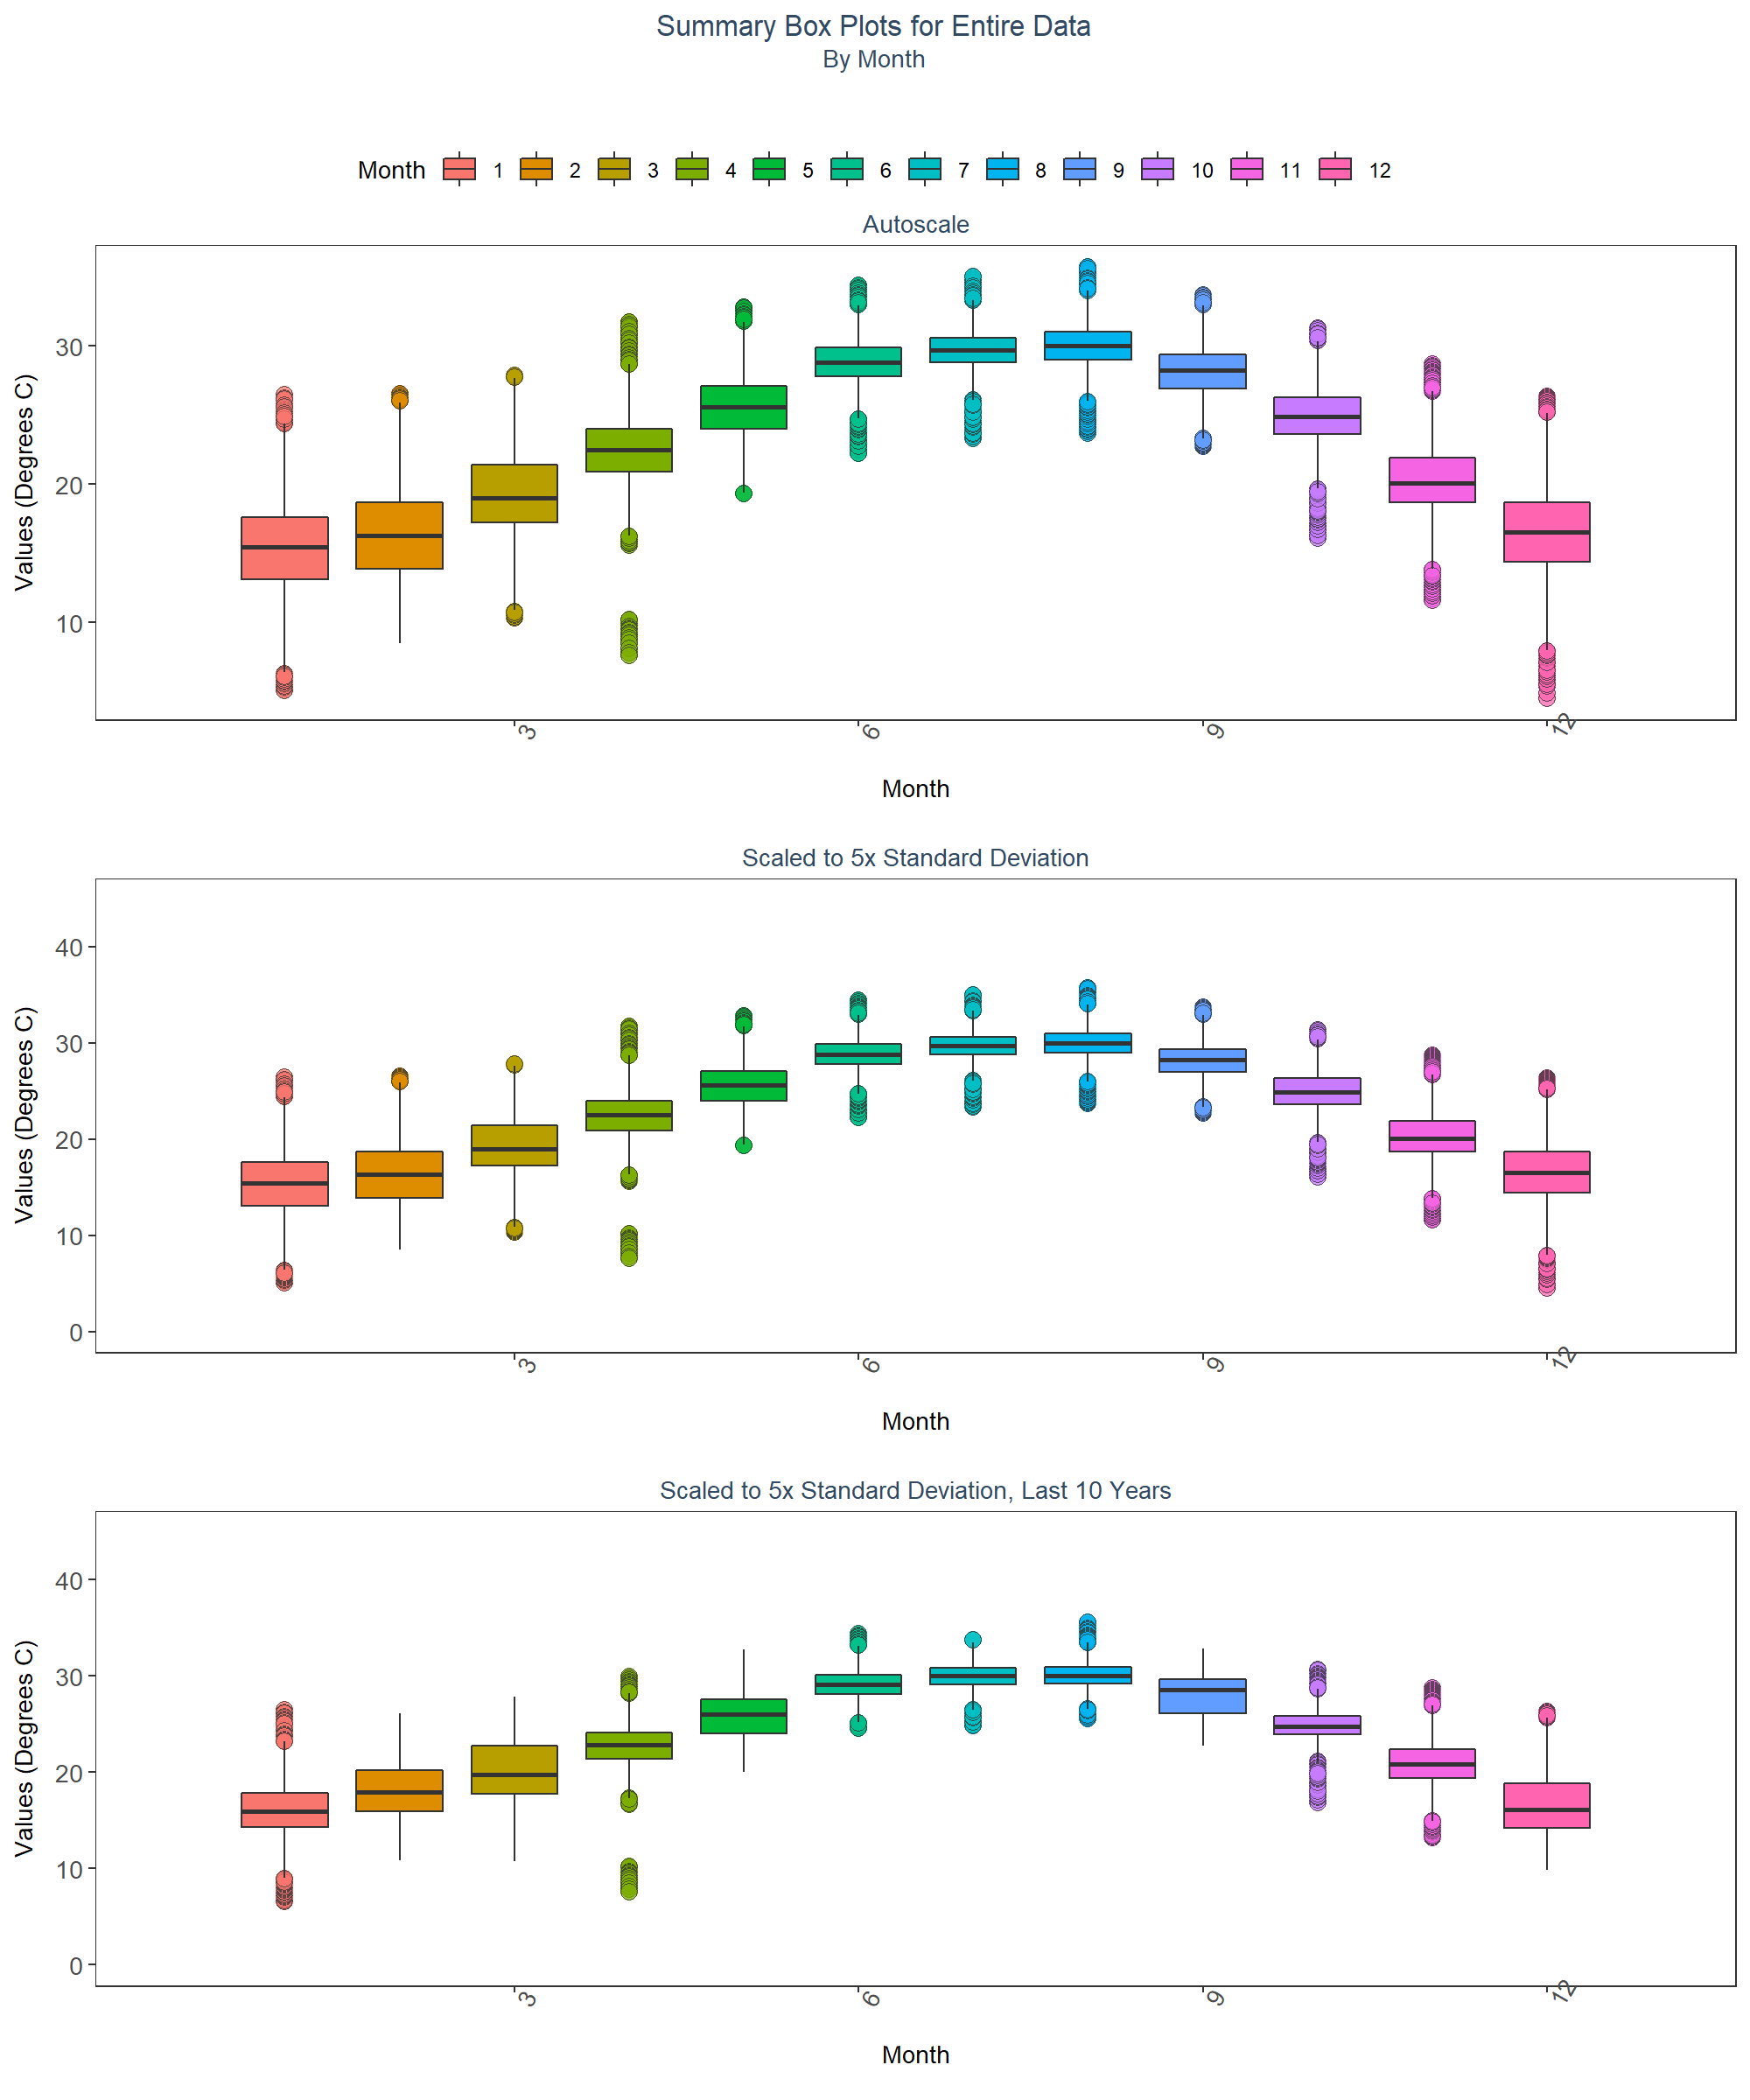 Summary Box Plots for Entire Data
By Month
Month 1 2 3 4 5 6 7 8 9 10 11 12
Autoscale
Values (Degrees C)
30
20
10
3 6 9 12
Month
Scaled to 5x Standard Deviation
Values (Degrees C)
40
30
20
10
0
3 6 9 12
Month
Scaled to 5x Standard Deviation, Last 10 Years
Values (Degrees C)
40
30
20
10
0
3 6 9 12
Month